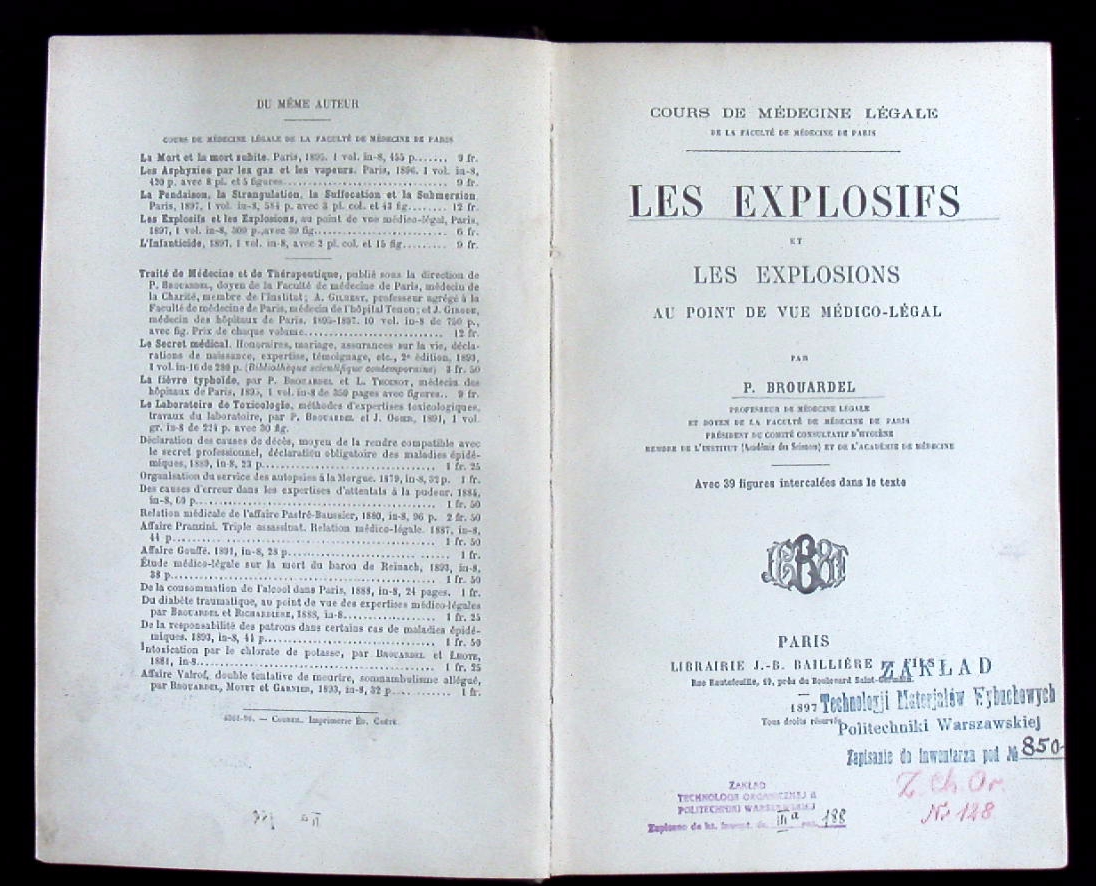 DU MÊME AUTEUR
COURS DE MÉDECINE LÉGALE DE LA FACULTÉ DE MÉDECINE DE PARIS
La Mort et la mort subite. Paris, 1895. 1 vol. in-8, 455 p....... 9 fr.
Les Asphyxies par les gaz et les vapeurs. Paris, 1896. 1 vol. in-8,
420 p. avec 8 pl. et 5 figures.......... 9 fr.
La Pendaison, la Strangulation, la Suffocation et la Submersion.
Paris, 1897, 1 vol. in-8, 584 p. avec 3 pl. col. et 43 fig........ 12 fr.
Les Explosifs et les Explosions, au point de vue médico-légal, Paris,
1897, 1 vol. in-8, 300 p., avec 39 fig.......... 6 fr.
L'Infanticide, 1897. 1 vol. in-8, avec 2 pl. col. et 15 fig........ 9 fr.
Traité de Médecine et de Thérapeutique, publié sous la direction de
P. BROUARDEL, doyen de la Faculté de médecine de Paris, médecin de
la Charité, membre de l'Institut; A. GILBERT, professeur agrégé à la
Faculté de médecine de Paris, médecin de l'hôpital Tenon; et J. GIRODE,
médecin des hôpitaux de Paris. 1895-1897. 10 vol. in-8 de 750 p.,
avec fig. Prix de chaque volume.......... 12 fr.
Le Secret médical. Honoraires, mariage, assurances sur la vie, décla-
rations de naissance, expertise, témoignage, etc., 2e édition, 1893,
1 vol. in-16 de 280 p. (Bibliothèque scientifique contemporaine) 3 fr. 50
La fièvre typhoïde, par P. BROUARDEL et L. THOINOT, médecin des
hôpitaux de Paris, 1895, 1 vol. in-8 de 350 pages avec figures.. 9 fr.
Le Laboratoire de Toxicologie, méthodes d'expertises toxicologiques,
travaux du laboratoire, par P. BROUARDEL et J. OGIER, 1891, 1 vol.
gr. in-8 de 224 p. avec 30 fig.
Déclaration des causes de décès, moyen de la rendre compatible avec
le secret professionnel, déclaration obligatoire des maladies épidé-
miques, 1889, in-8, 23 p.......... 1 fr. 25
Organisation du service des autopsies à la Morgue. 1879, in-8, 32 p. 1 fr.
Des causes d'erreur dans les expertises d'attentats à la pudeur. 1884,
in-8, 60 p.......... 1 fr. 50
Relation médicale de l'affaire Pastré-Baussier, 1880, in-8, 96 p. 2 fr. 50
Affaire Pranzini. Triple assassinat. Relation médico-légale. 1887, in-8,
44 p.......... 1 fr. 50
Affaire Gouffé. 1891, in-8, 28 p.......... 1 fr.
Étude médico-légale sur la mort du baron de Reinach, 1893, in-8,
38 p.......... 1 fr. 50
De la consommation de l'alcool dans Paris, 1888, in-8, 24 pages. 1 fr.
Du diabète traumatique, au point de vue des expertises médico-légales
par BROUARDEL et RICHARDIÈRE, 1888, in-8.......... 1 fr. 25
De la responsabilité des patrons dans certains cas de maladies épidé-
miques. 1893, in-8, 44 p.......... 1 fr. 50
Intoxication par le chlorate de potasse, par BROUARDEL et LHOTE,
1881, in-8.......... 1 fr. 25
Affaire Valrof, double tentative de meurtre, somnambulisme allégué,
par BROUARDEL, MOTET et GARNIER, 1893, in-8, 32 p.......... 1 fr.
CORBEIL. Imprimerie ÉD. CRÉTÉ.
COURS DE MÉDECINE LÉGALE
DE LA FACULTÉ DE MÉDECINE DE PARIS
LES EXPLOSIFS
ET
LES EXPLOSIONS
AU POINT DE VUE MÉDICO-LÉGAL
PAR
P. BROUARDEL
PROFESSEUR DE MÉDECINE LÉGALE
ET DOYEN DE LA FACULTÉ DE MÉDECINE DE PARIS
PRÉSIDENT DU COMITÉ CONSULTATIF D'HYGIÈNE
MEMBRE DE L'INSTITUT (Académie des Sciences) ET DE L'ACADÉMIE DE MÉDECINE
Avec 39 figures intercalées dans le texte
PARIS
LIBRAIRIE J.-B. BAILLIÈRE ET FILS
Rue Hautefeuille, 19, près du Boulevard Saint-Germain
1897
Tous droits réservés
ZAKŁAD
Technologji Materjałów Wybuchowych
Politechniki Warszawskiej
Zapisanie do inwentarza pod № 850
Z. Ch. Or.
Nr 128
ZAKŁAD
TECHNOLOGII ORGANICZNEJ II
POLITECHNIKI WARSZAWSKIEJ
Zapisano do ks. inwent. dz. III a poz. 188